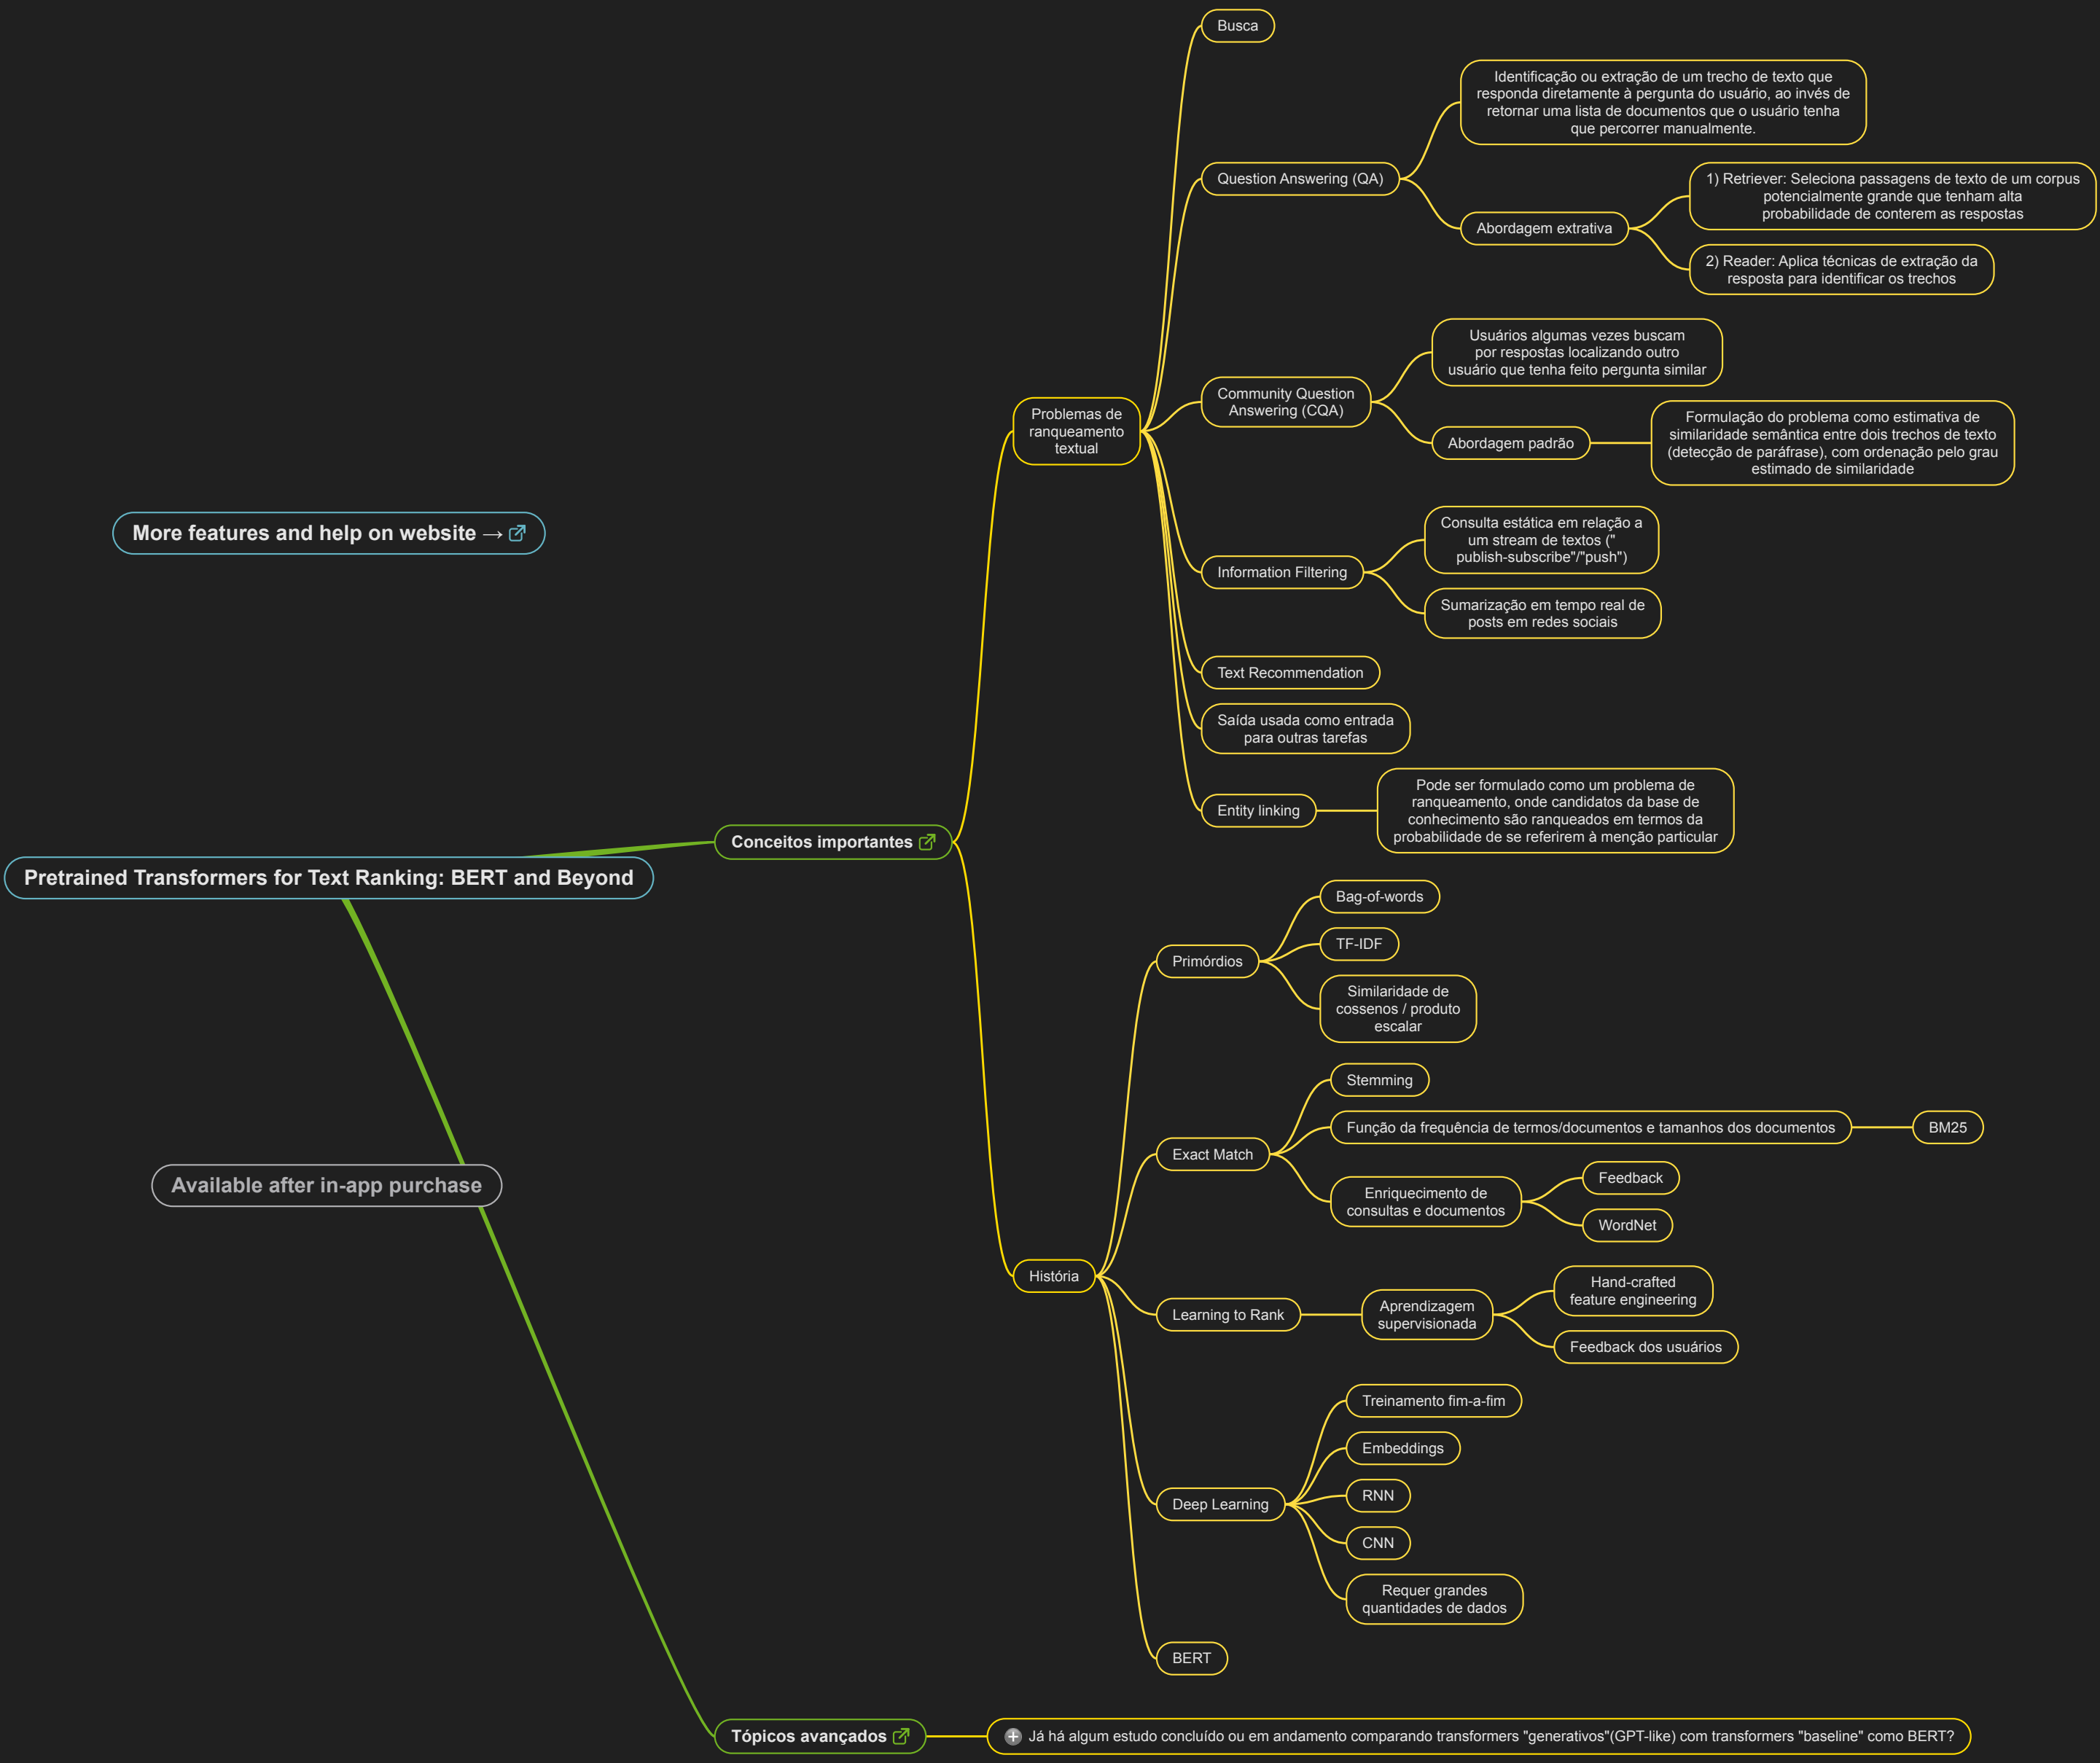 Pretrained Transformers for Text Ranking: BERT and Beyond
More features and help on website →
Available after in-app purchase
Conceitos importantes
Problemas de
ranqueamento
textual
Busca
Question Answering (QA)
Identificação ou extração de um trecho de texto que
responda diretamente à pergunta do usuário, ao invés de
retornar uma lista de documentos que o usuário tenha
que percorrer manualmente.
Abordagem extrativa
1) Retriever: Seleciona passagens de texto de um corpus
potencialmente grande que tenham alta
probabilidade de conterem as respostas
2) Reader: Aplica técnicas de extração da
resposta para identificar os trechos
Community Question
Answering (CQA)
Usuários algumas vezes buscam
por respostas localizando outro
usuário que tenha feito pergunta similar
Abordagem padrão
Formulação do problema como estimativa de
similaridade semântica entre dois trechos de texto
(detecção de paráfrase), com ordenação pelo grau
estimado de similaridade
Information Filtering
Consulta estática em relação a
um stream de textos ("
publish-subscribe"/"push")
Sumarização em tempo real de
posts em redes sociais
Text Recommendation
Saída usada como entrada
para outras tarefas
Entity linking
Pode ser formulado como um problema de
ranqueamento, onde candidatos da base de
conhecimento são ranqueados em termos da
probabilidade de se referirem à menção particular
História
Primórdios
Bag-of-words
TF-IDF
Similaridade de
cossenos / produto
escalar
Exact Match
Stemming
Função da frequência de termos/documentos e tamanhos dos documentos
BM25
Enriquecimento de
consultas e documentos
Feedback
WordNet
Learning to Rank
Aprendizagem
supervisionada
Hand-crafted
feature engineering
Feedback dos usuários
Deep Learning
Treinamento fim-a-fim
Embeddings
RNN
CNN
Requer grandes
quantidades de dados
BERT
Tópicos avançados
Já há algum estudo concluído ou em andamento comparando transformers "generativos"(GPT-like) com transformers "baseline" como BERT?